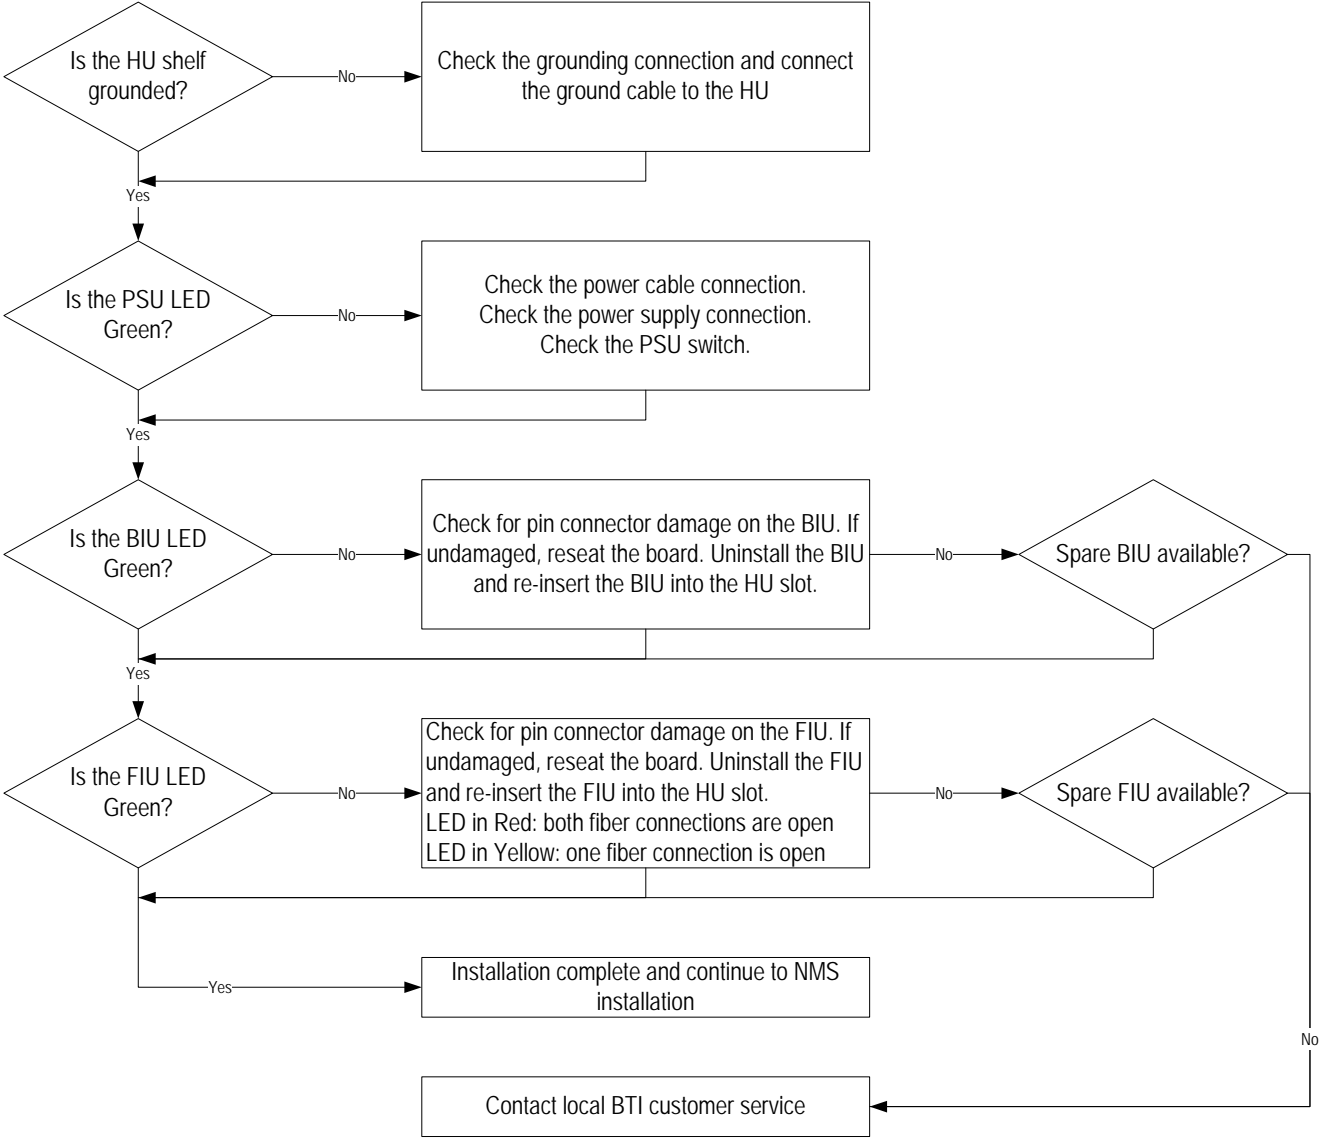 Is the HU shelf
grounded?
No
Check the grounding connection and connect
the ground cable to the HU
Yes
Is the PSU LED
Green?
No
Check the power cable connection.
Check the power supply connection.
Check the PSU switch.
Yes
Is the BIU LED
Green?
No
Check for pin connector damage on the BIU. If
undamaged, reseat the board. Uninstall the BIU
and re-insert the BIU into the HU slot.
No
Spare BIU available?
Yes
Is the FIU LED
Green?
No
Check for pin connector damage on the FIU. If
undamaged, reseat the board. Uninstall the FIU
and re-insert the FIU into the HU slot.
LED in Red: both fiber connections are open
LED in Yellow: one fiber connection is open
No
Spare FIU available?
Yes
Installation complete and continue to NMS
installation
No
Contact local BTI customer service